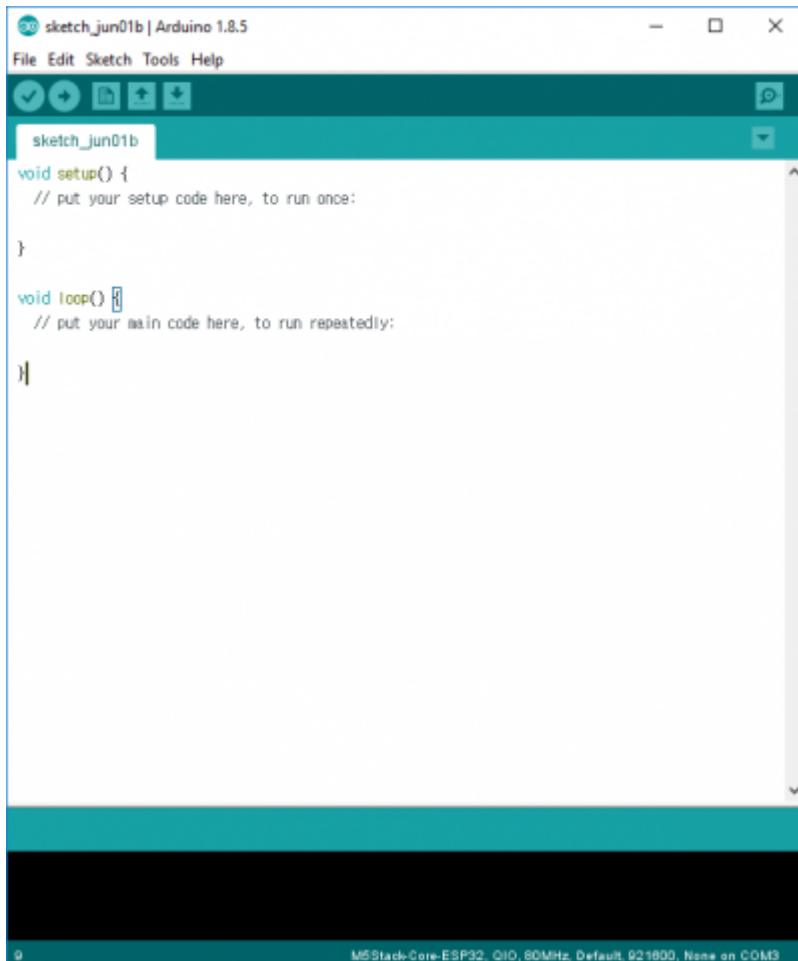 sketch_jun01b | Arduino 1.8.5
File Edit Sketch Tools Help
sketch_jun01b
void setup() {
  // put your setup code here, to run once:
}
void loop() {
  // put your main code here, to run repeatedly:
}
9 M5Stack-Core-ESP32, QIO, 80MHz, Default, 921600, None on COM3